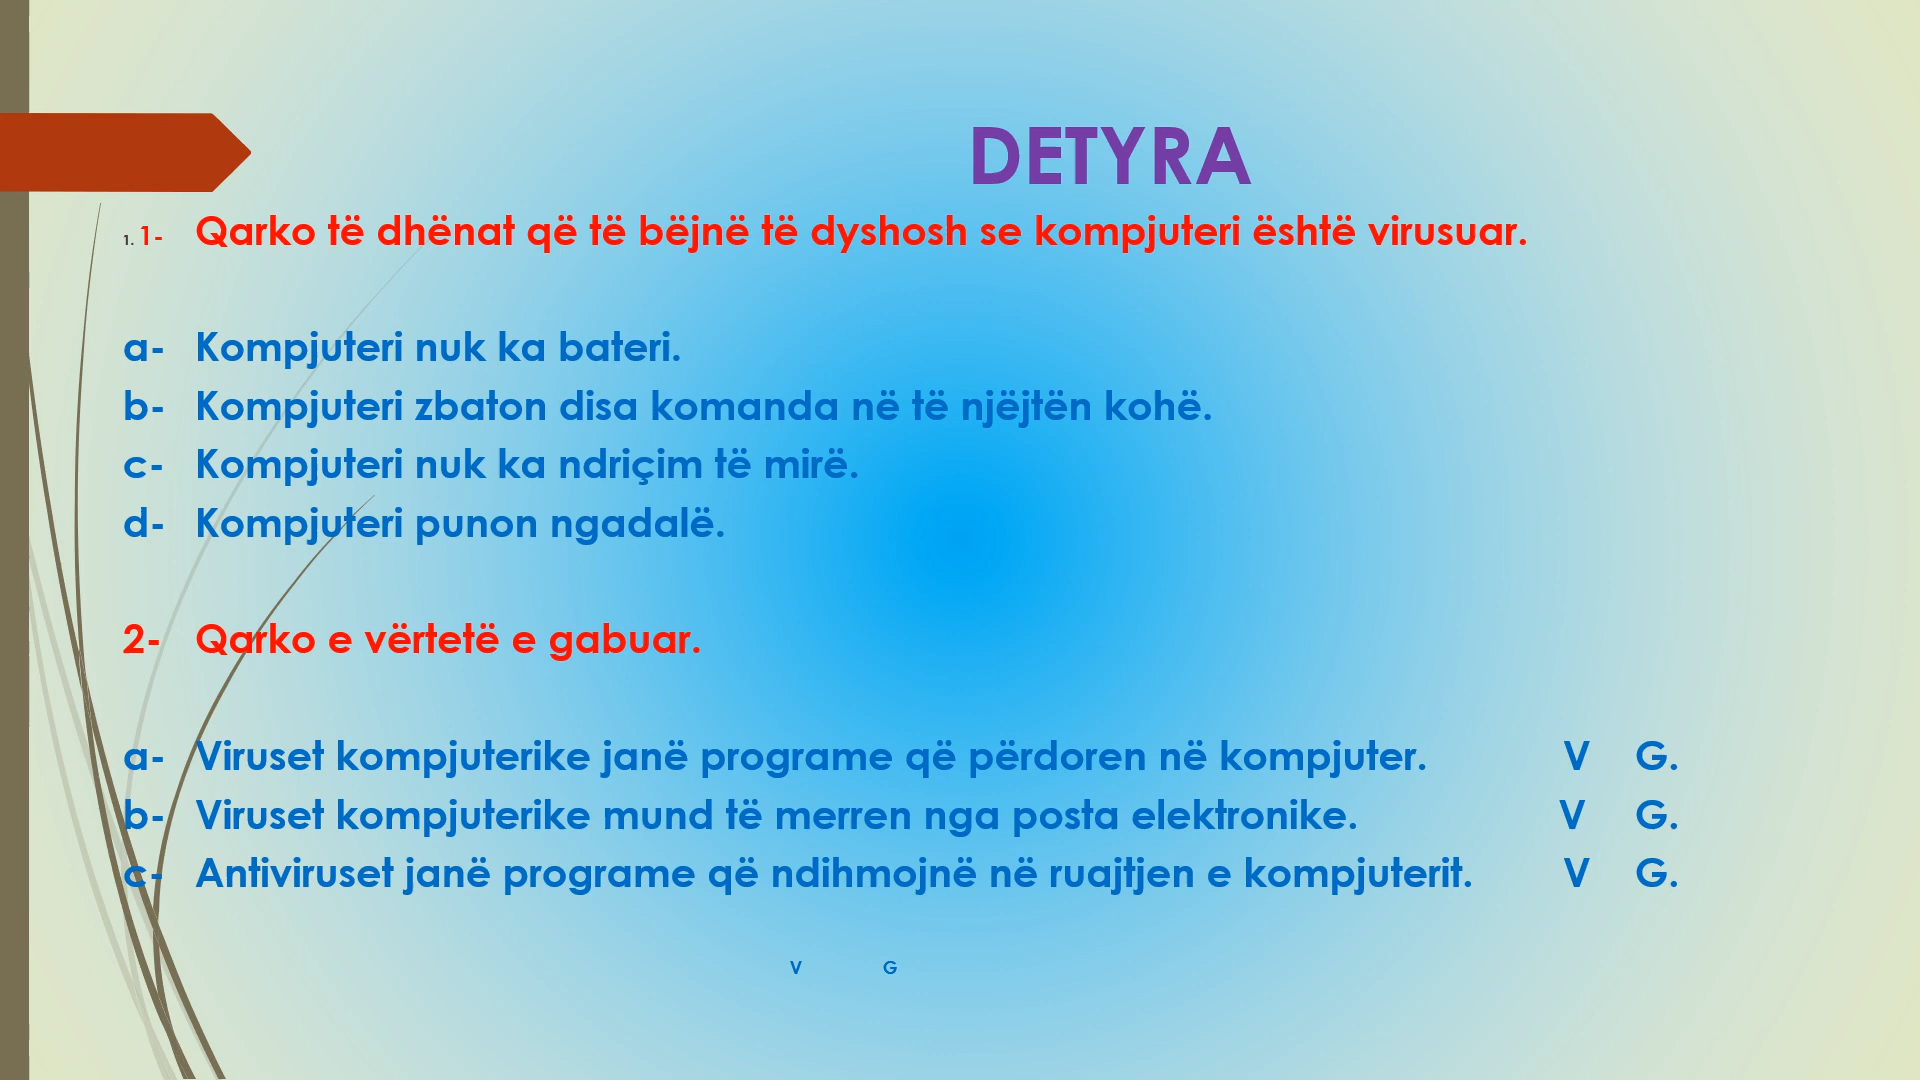 DETYRA
1. 1- Qarko të dhënat që të bëjnë të dyshosh se kompjuteri është virusuar.
a- Kompjuteri nuk ka bateri.
b- Kompjuteri zbaton disa komanda në të njëjtën kohë.
c- Kompjuteri nuk ka ndriçim të mirë.
d- Kompjuteri punon ngadalë.
2- Qarko e vërtetë e gabuar.
a- Viruset kompjuterike janë programe që përdoren në kompjuter. V G.
b- Viruset kompjuterike mund të merren nga posta elektronike. V G.
c- Antiviruset janë programe që ndihmojnë në ruajtjen e kompjuterit. V G.
V G